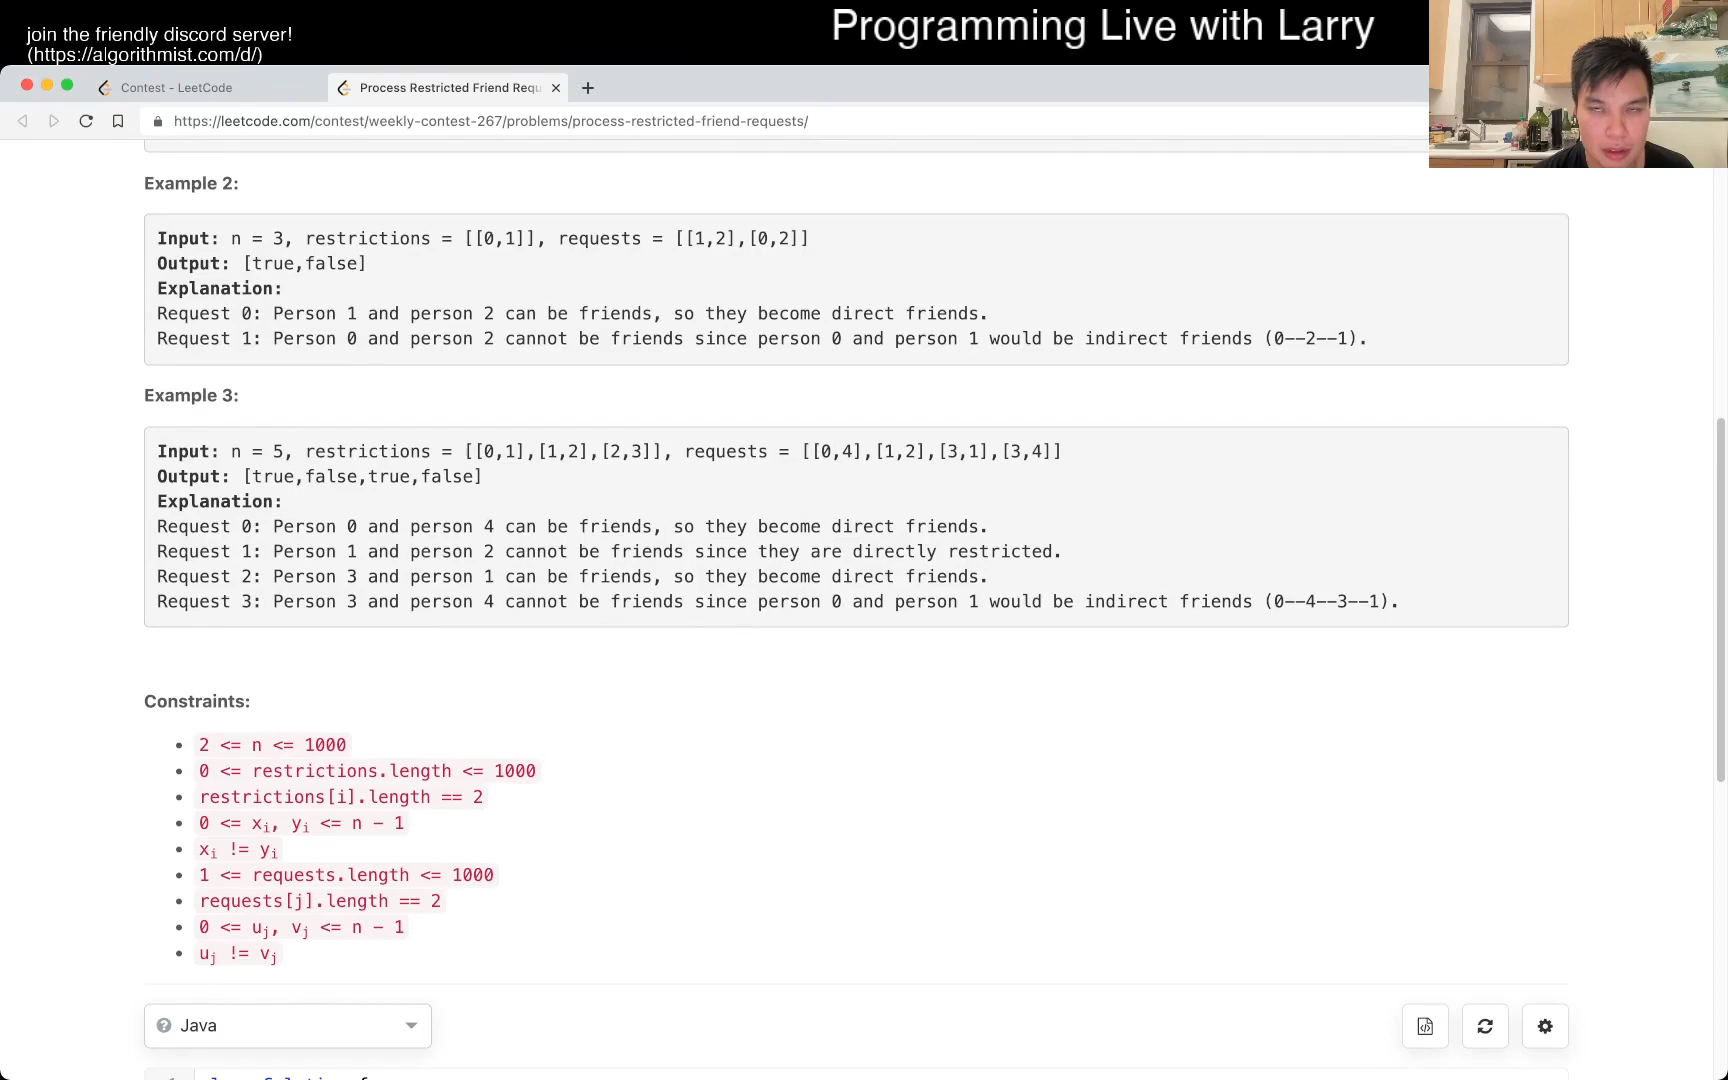 join the friendly discord server!
(https://algorithmist.com/d/)
Programming Live with Larry
Contest - LeetCode
Process Restricted Friend Requ
https://leetcode.com/contest/weekly-contest-267/problems/process-restricted-friend-requests/
Example 2:
Input: n = 3, restrictions = [[0,1]], requests = [[1,2],[0,2]]
Output: [true,false]
Explanation:
Request 0: Person 1 and person 2 can be friends, so they become direct friends.
Request 1: Person 0 and person 2 cannot be friends since person 0 and person 1 would be indirect friends (0--2--1).
Example 3:
Input: n = 5, restrictions = [[0,1],[1,2],[2,3]], requests = [[0,4],[1,2],[3,1],[3,4]]
Output: [true,false,true,false]
Explanation:
Request 0: Person 0 and person 4 can be friends, so they become direct friends.
Request 1: Person 1 and person 2 cannot be friends since they are directly restricted.
Request 2: Person 3 and person 1 can be friends, so they become direct friends.
Request 3: Person 3 and person 4 cannot be friends since person 0 and person 1 would be indirect friends (0--4--3--1).
Constraints:
• 2 <= n <= 1000
• 0 <= restrictions.length <= 1000
• restrictions[i].length == 2
• 0 <= xi, yi <= n - 1
• xi != yi
• 1 <= requests.length <= 1000
• requests[j].length == 2
• 0 <= uj, vj <= n - 1
• uj != vj
Java